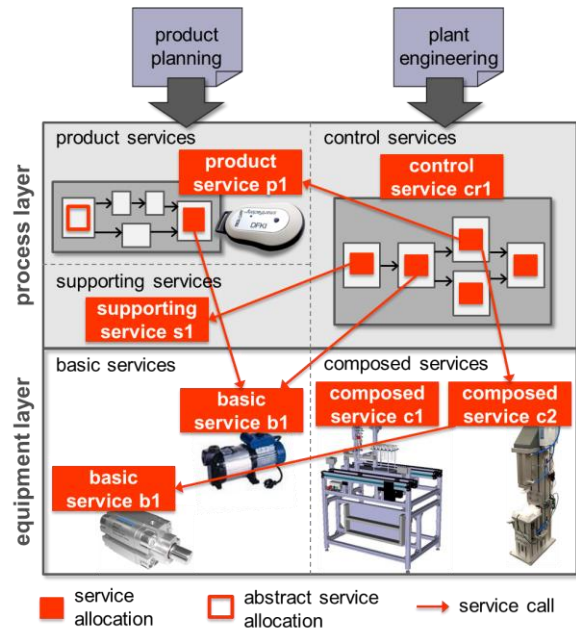 product
planning
plant
engineering
process layer
product services
control services
product
service p1
control
service cr1
DFKI
supporting services
supporting
service s1
equipment layer
basic services
composed services
basic
service b1
composed
service c1
composed
service c2
basic
service b1
service
allocation
abstract service
allocation
service call